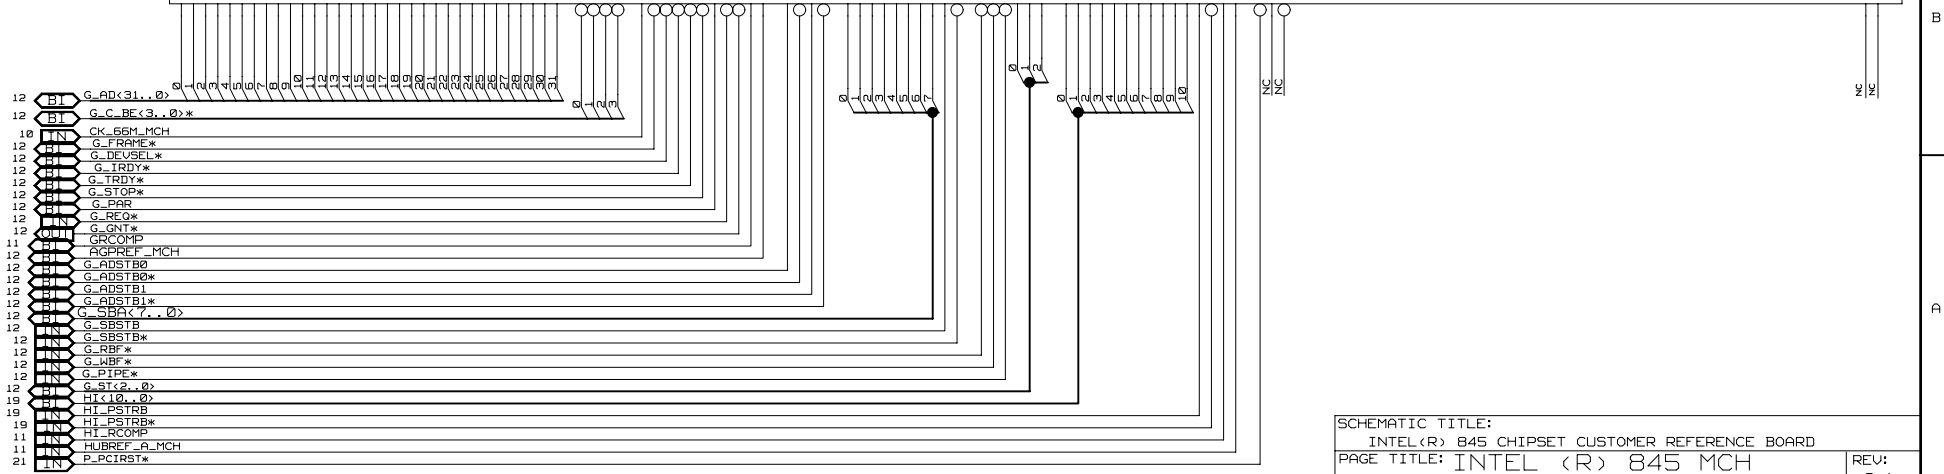 B
0 1 2 3 4 5 6 7 8 9 10 11 12 13 14 15 16 17 18 19 20 21 22 23 24 25 26 27 28 29 30 31
0 1 2 3
0 1 2 3 4 5 6 7
0 1 2
0 1 2 3 4 5 6 7 8 9 10
NC
NC
NC
NC
12 BI G_AD<31..0>
12 BI G_C_BE<3..0>*
10 IN CK_66M_MCH
12 BI G_FRAME*
12 BI G_DEVSEL*
12 BI G_IRDY*
12 BI G_TRDY*
12 BI G_STOP*
12 BI G_PAR
12 IN G_REQ*
12 OUT G_GNT*
11 BI GRCOMP
12 BI AGPREF_MCH
12 BI G_ADSTB0
12 BI G_ADSTB0*
12 BI G_ADSTB1
12 BI G_ADSTB1*
12 BI G_SBA<7..0>
12 IN G_SBSTB
12 IN G_SBSTB*
12 IN G_RBF*
12 IN G_WBF*
12 IN G_PIPE*
12 BI G_ST<2..0>
19 BI HI<10..0>
19 IN HI_PSTRB
19 IN HI_PSTRB*
11 IN HI_RCOMP
11 IN HUBREF_A_MCH
21 IN P_PCIRST*
A
SCHEMATIC TITLE:
INTEL(R) 845 CHIPSET CUSTOMER REFERENCE BOARD
PAGE TITLE: INTEL (R) 845 MCH
REV: